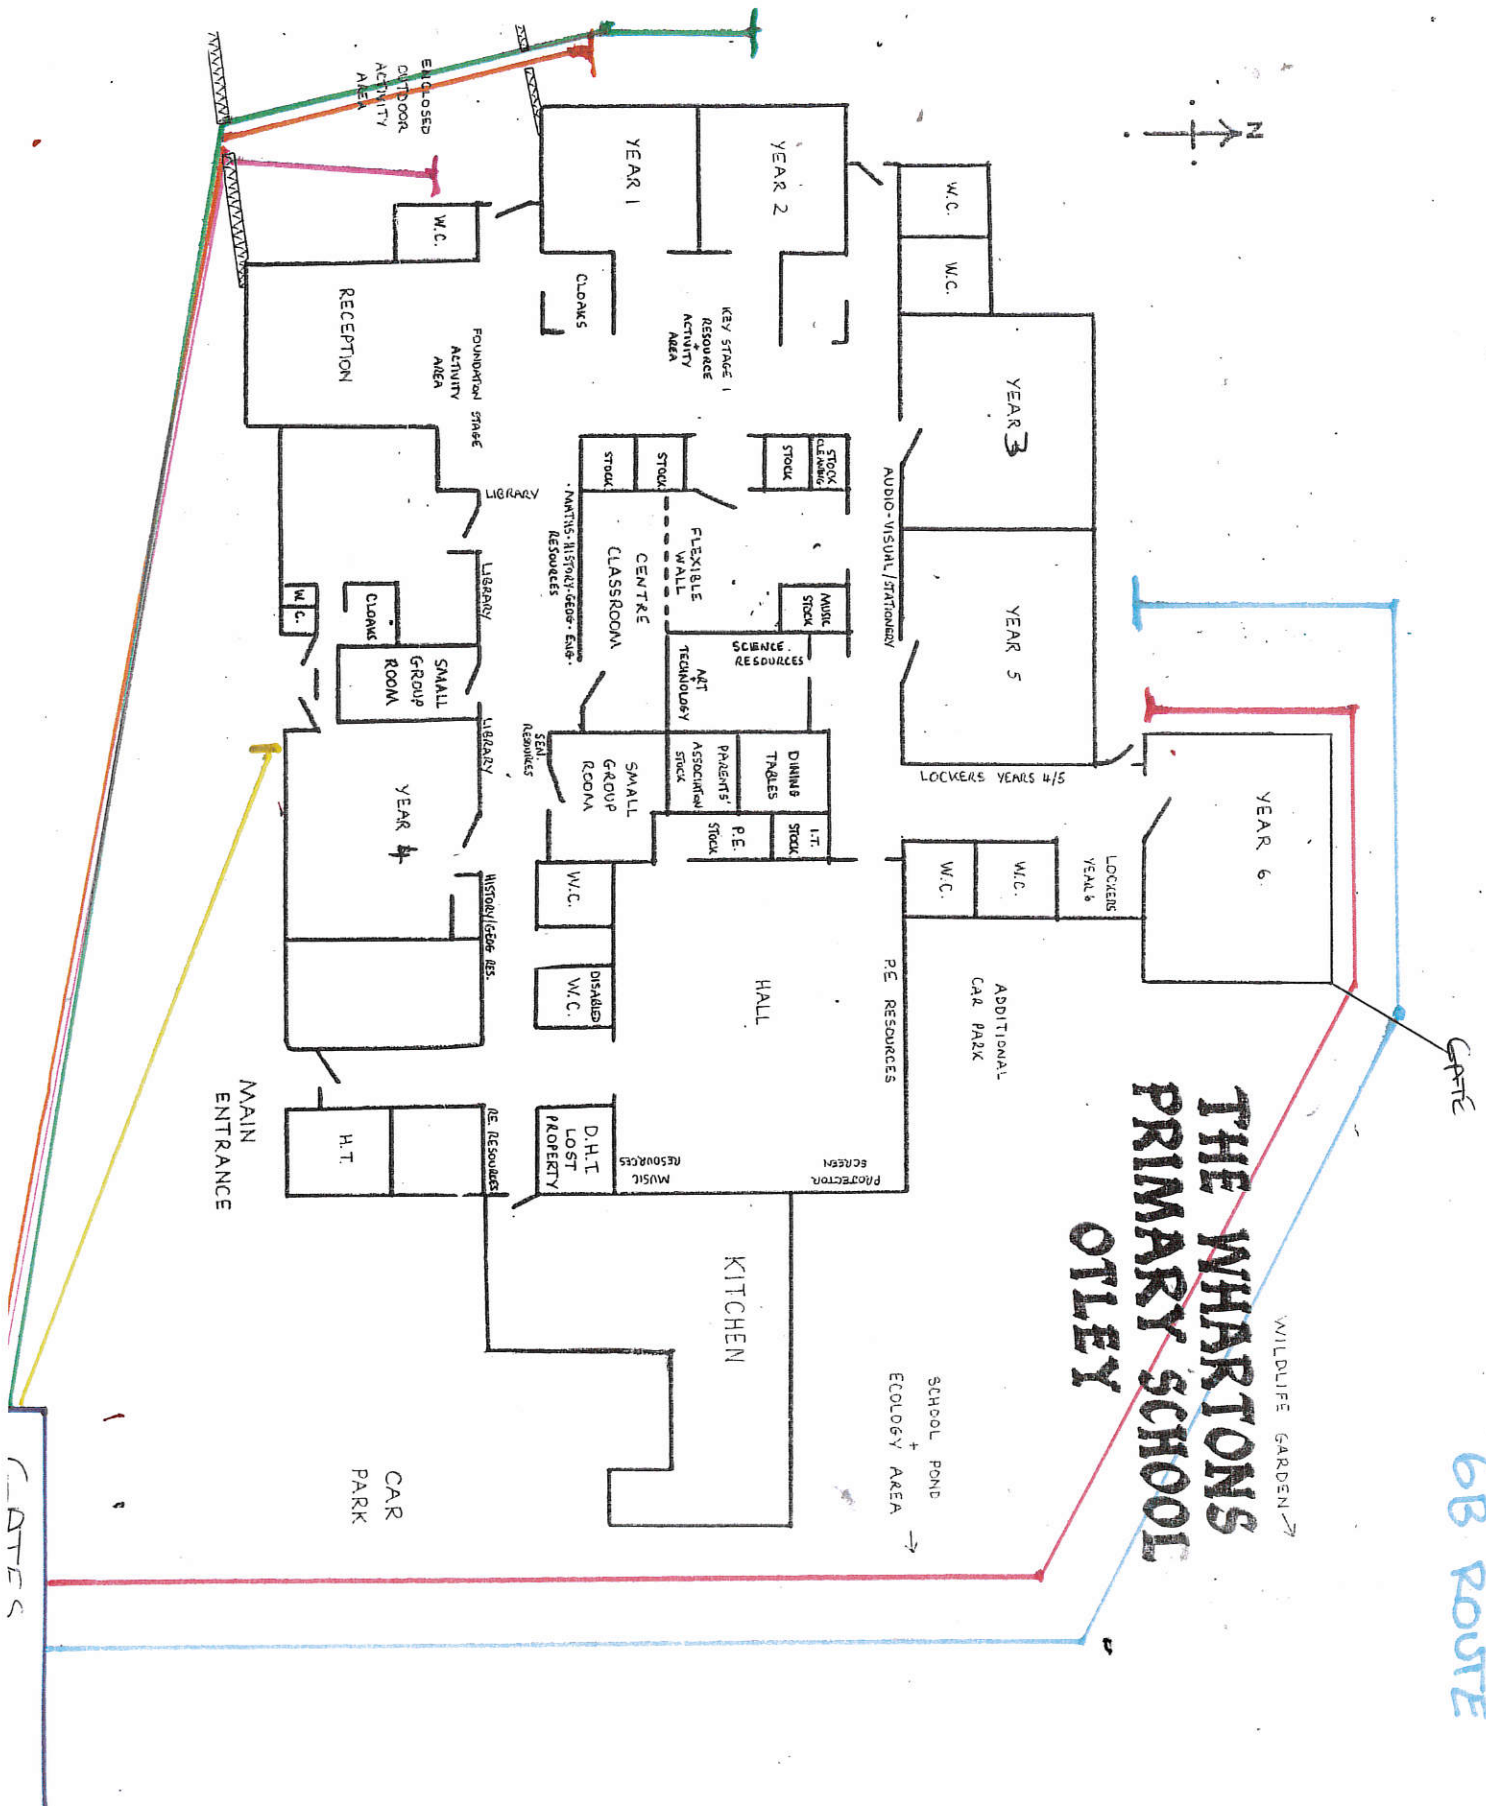 THE WHARTONS
PRIMARY SCHOOL
OTLEY
6B ROUTE
N
GATE
WILDLIFE GARDEN →
SCHOOL POND
+
ECOLOGY AREA →
ADDITIONAL
CAR PARK
YEAR 6.
LOCKERS
YEAR 6
LOCKERS YEARS 4/5
W.C.
W.C.
YEAR 5
YEAR 3
W.C.
W.C.
AUDIO-VISUAL/STATIONERY
YEAR 2
YEAR 1
CLOAKS
KEY STAGE 1
RESOURCE
+
ACTIVITY
AREA
STOCK
CLEANING
STOCK
STOCK
STOCK
MUSIC
STOCK
FLEXIBLE
WALL
CENTRE
CLASSROOM
MATHS·HISTORY·GEOG·ENG·
RESOURCES
SCIENCE
RESOURCES
ART
+
TECHNOLOGY
DINING
TABLES
PARENTS'
ASSOCIATION
STOCK
I.T.
STOCK
P.E.
STOCK
SMALL
GROUP
ROOM
SEN.
RESOURCES
W.C.
DISABLED
W.C.
HALL
P.E RESOURCES
PROJECTOR
SCREEN
MUSIC
RESOURCES
D.H.T.
LOST
PROPERTY
KITCHEN
RE. RESOURCES
H.T.
MAIN
ENTRANCE
CAR
PARK
GATES
HISTORY/GEOG RES.
YEAR 4
LIBRARY
LIBRARY
LIBRARY
SMALL
GROUP
ROOM
CLOAKS
W.C.
FOUNDATION STAGE
ACTIVITY
AREA
RECEPTION
W.C.
ENCLOSED
OUTDOOR
ACTIVITY
AREA